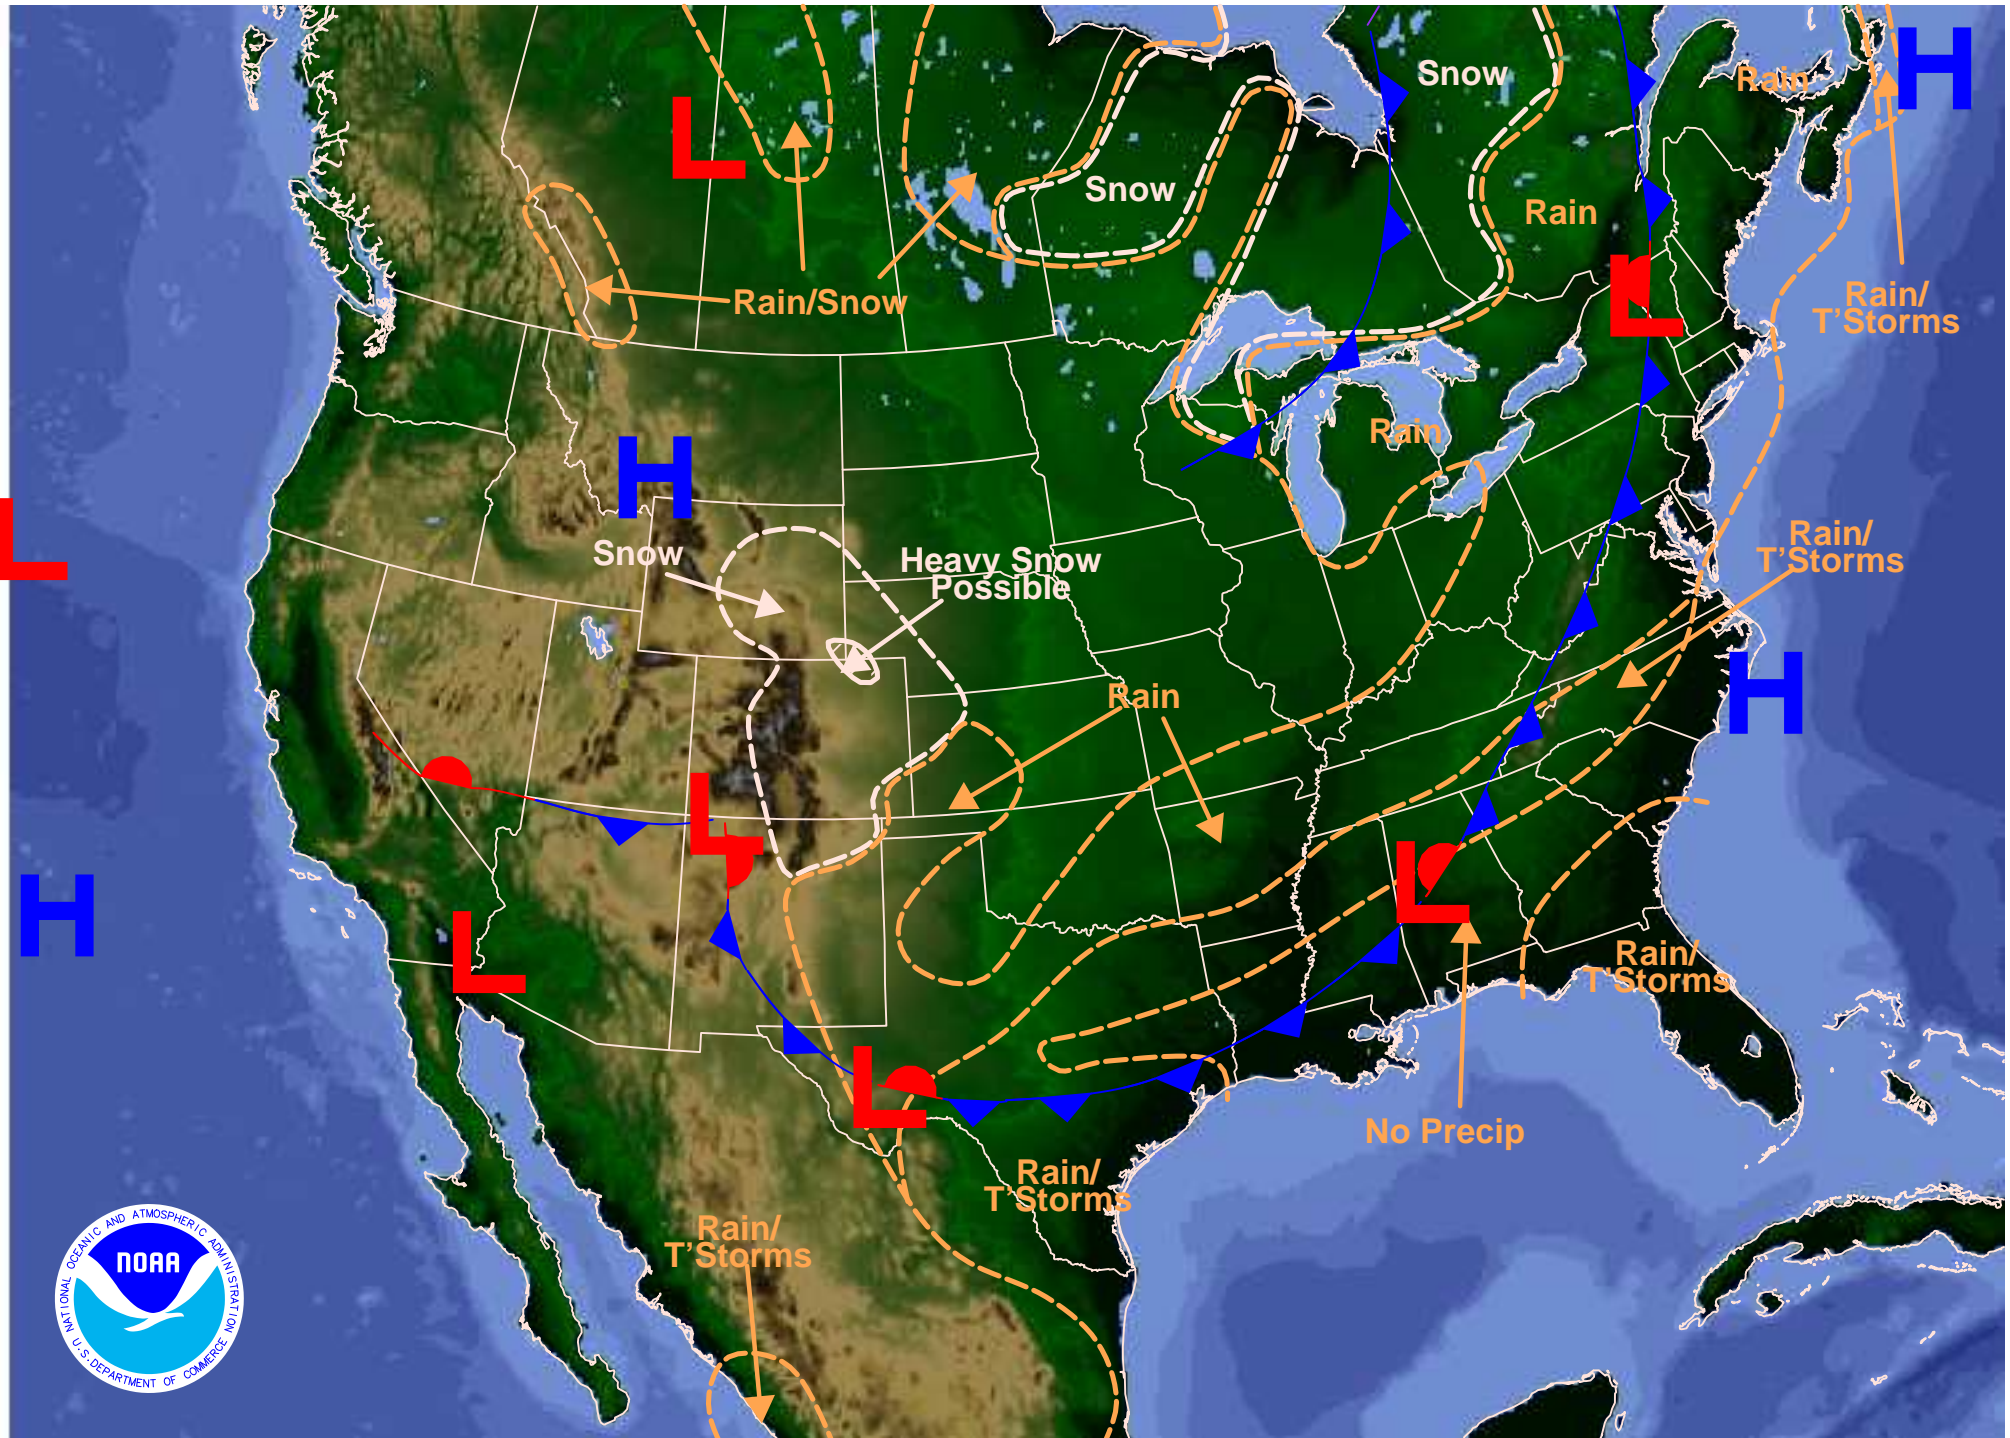 H
Snow
Rain
L
Snow
Rain
Rain/Snow
L
Rain/
T'Storms
Rain
H
L
Snow
Heavy Snow
Possible
Rain/
T'Storms
Rain
H
L
L
H
L
Rain/
T'Storms
L
No Precip
Rain/
T'Storms
Rain/
T'Storms
NATIONAL OCEANIC AND ATMOSPHERIC ADMINISTRATION
NOAA
U.S. DEPARTMENT OF COMMERCE